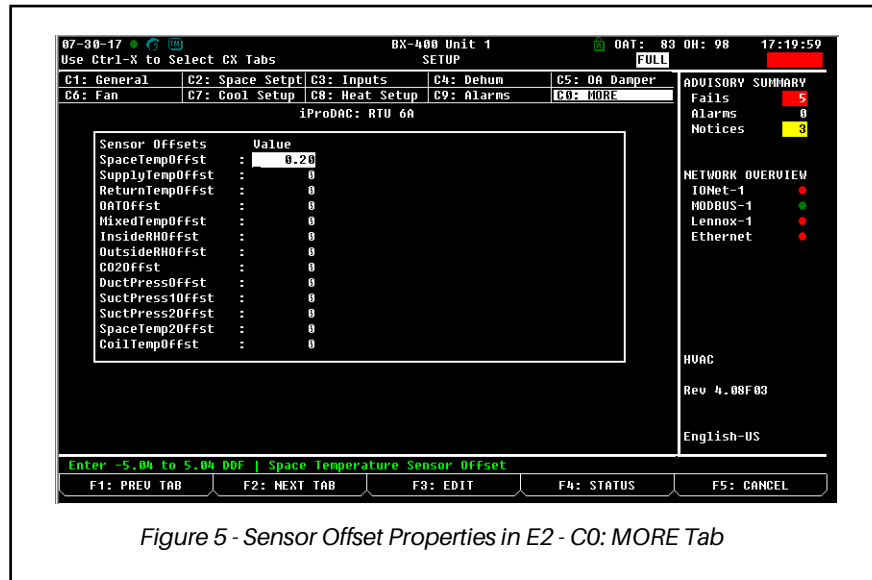 07-30-17 TM BX-400 Unit 1 OAT: 83 OH: 98 17:19:59
Use Ctrl-X to Select CX Tabs SETUP FULL
C1: General C2: Space Setpt C3: Inputs C4: Dehum C5: OA Damper
C6: Fan C7: Cool Setup C8: Heat Setup C9: Alarms C0: MORE
iProDAC: RTU 6A
Sensor Offsets Value
SpaceTempOffst : 0.20
SupplyTempOffst : 0
ReturnTempOffst : 0
OATOffst : 0
MixedTempOffst : 0
InsideRHOffst : 0
OutsideRHOffst : 0
CO2Offst : 0
DuctPressOffst : 0
SuctPress1Offst : 0
SuctPress2Offst : 0
SpaceTemp2Offst : 0
CoilTempOffst : 0
ADVISORY SUMMARY
Fails 5
Alarms 0
Notices 3
NETWORK OVERVIEW
IONet-1
MODBUS-1
Lennox-1
Ethernet
HVAC
Rev 4.08F03
English-US
Enter -5.04 to 5.04 DDF | Space Temperature Sensor Offset
F1: PREV TAB F2: NEXT TAB F3: EDIT F4: STATUS F5: CANCEL
Figure 5 - Sensor Offset Properties in E2 - C0: MORE Tab